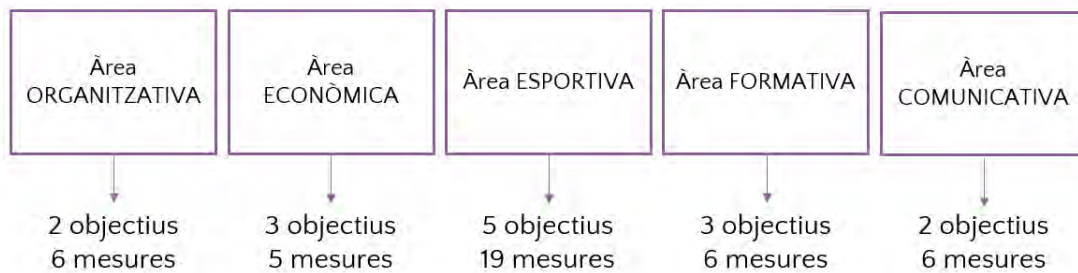 Àrea
ORGANITZATIVA
Àrea
ECONÒMICA
Àrea ESPORTIVA
Àrea FORMATIVA
Àrea
COMUNICATIVA
2 objectius
6 mesures
3 objectius
5 mesures
5 objectius
19 mesures
3 objectius
6 mesures
2 objectius
6 mesures